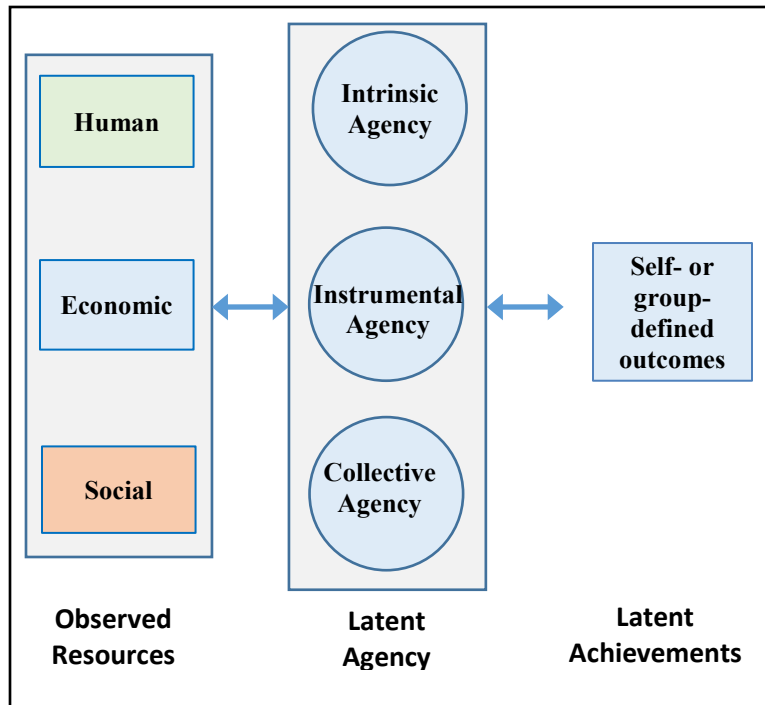 Human
Economic
Social
Intrinsic
Agency
Instrumental
Agency
Collective
Agency
Self- or
group-
defined
outcomes
Observed
Resources
Latent
Agency
Latent
Achievements